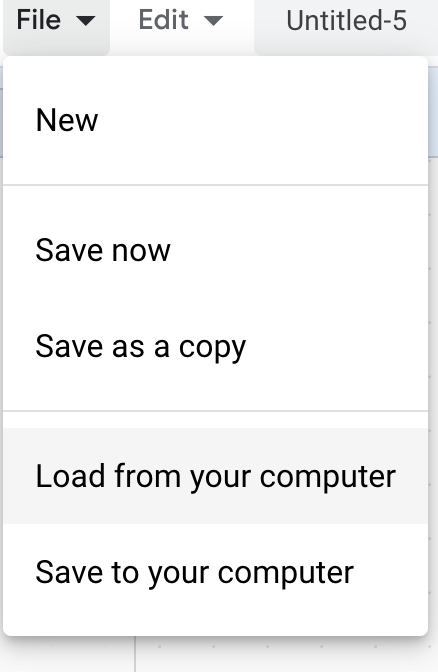 File Edit Untitled-5
New
Save now
Save as a copy
Load from your computer
Save to your computer